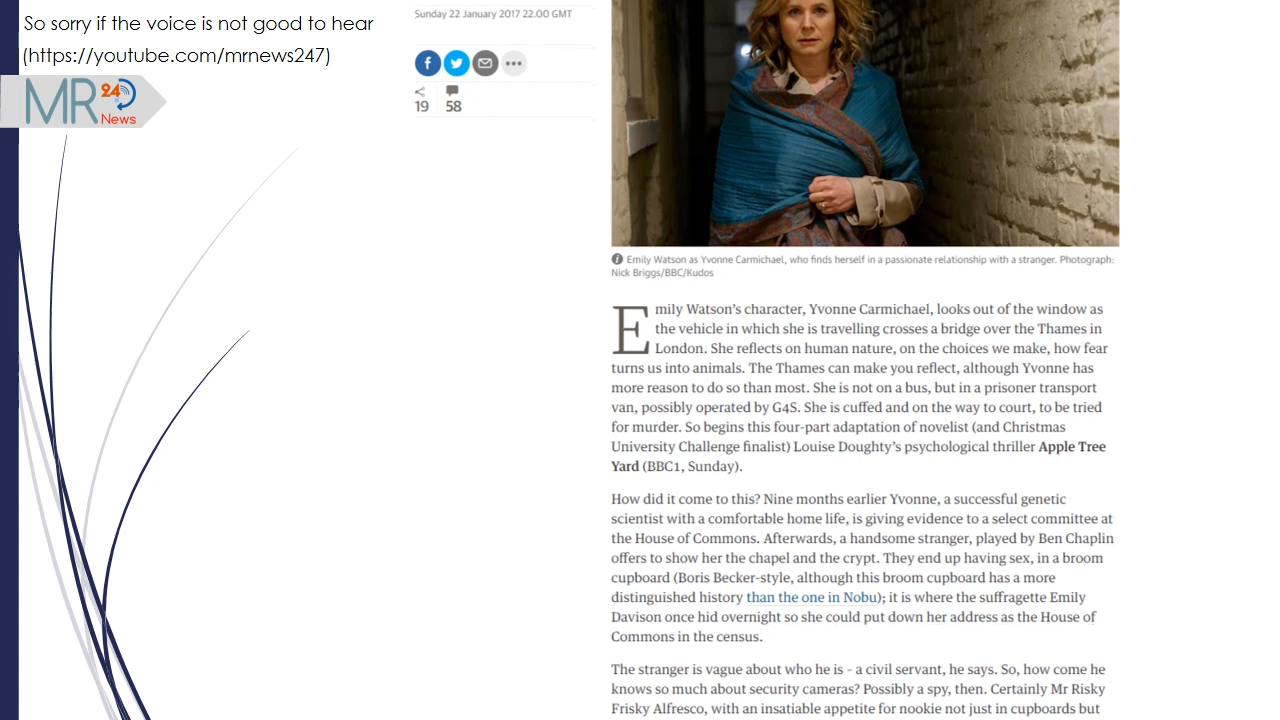 So sorry if the voice is not good to hear
(https://youtube.com/mrnews247)
MR
24
News
Sunday 22 January 2017 22.00 GMT
19 58
Emily Watson as Yvonne Carmichael, who finds herself in a passionate relationship with a stranger. Photograph:
Nick Briggs/BBC/Kudos
Emily Watson’s character, Yvonne Carmichael, looks out of the window as
the vehicle in which she is travelling crosses a bridge over the Thames in
London. She reflects on human nature, on the choices we make, how fear
turns us into animals. The Thames can make you reflect, although Yvonne has
more reason to do so than most. She is not on a bus, but in a prisoner transport
van, possibly operated by G4S. She is cuffed and on the way to court, to be tried
for murder. So begins this four-part adaptation of novelist (and Christmas
University Challenge finalist) Louise Doughty’s psychological thriller Apple Tree
Yard (BBC1, Sunday).
How did it come to this? Nine months earlier Yvonne, a successful genetic
scientist with a comfortable home life, is giving evidence to a select committee at
the House of Commons. Afterwards, a handsome stranger, played by Ben Chaplin
offers to show her the chapel and the crypt. They end up having sex, in a broom
cupboard (Boris Becker-style, although this broom cupboard has a more
distinguished history than the one in Nobu); it is where the suffragette Emily
Davison once hid overnight so she could put down her address as the House of
Commons in the census.
The stranger is vague about who he is – a civil servant, he says. So, how come he
knows so much about security cameras? Possibly a spy, then. Certainly Mr Risky
Frisky Alfresco, with an insatiable appetite for nookie not just in cupboards but